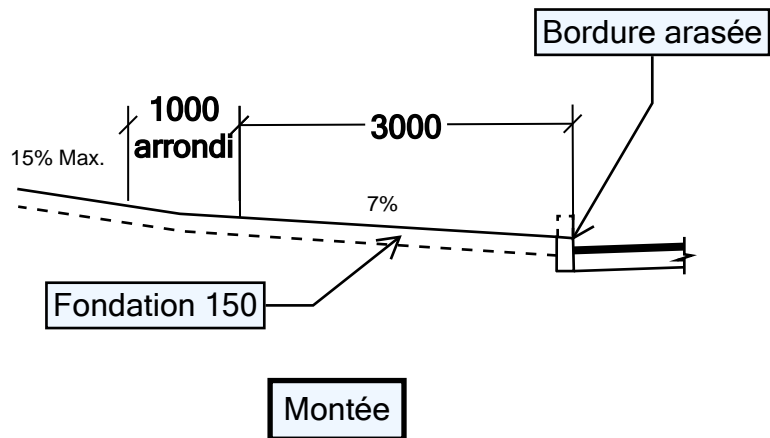 Bordure arasée
1000
arrondi
3000
15% Max.
7%
Fondation 150
Montée